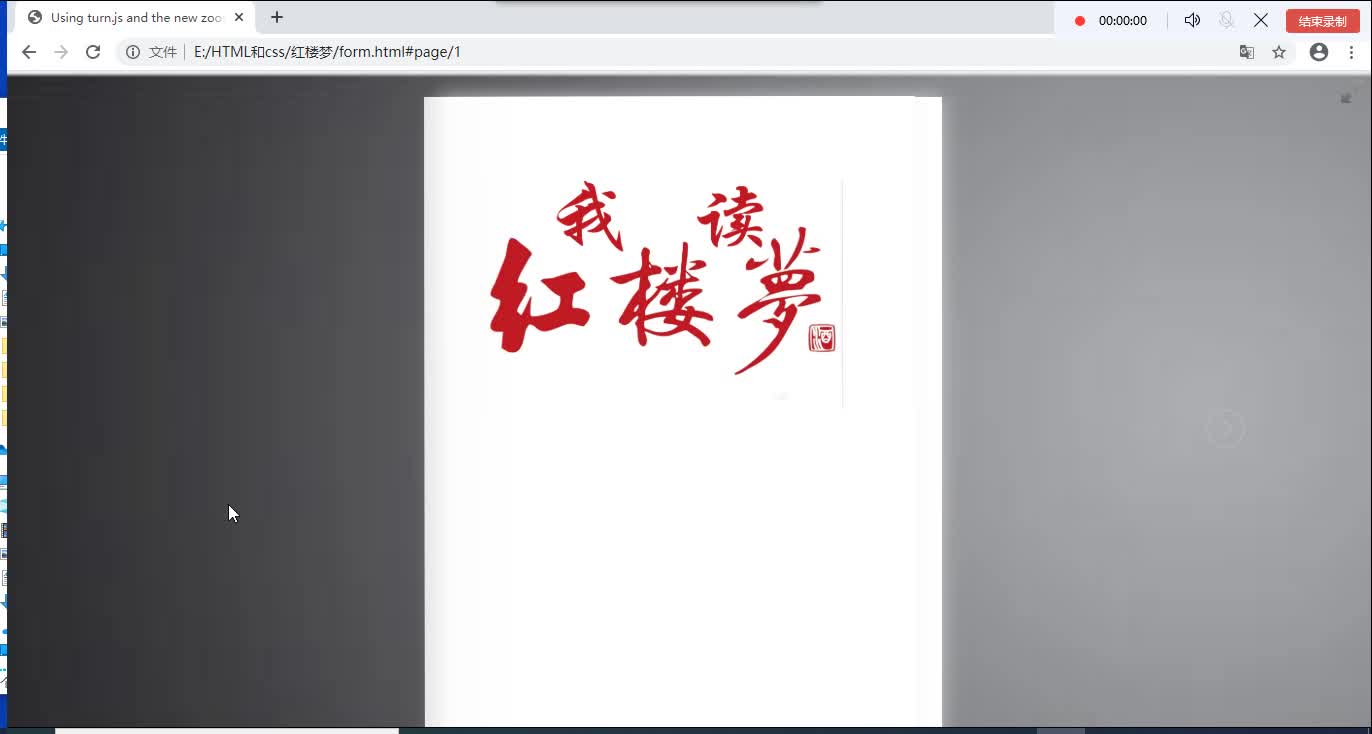 Using turn.js and the new zoo
00:00:00
结束录制
文件
E:/HTML和css/红楼梦/form.html#page/1
我 读
红楼夢